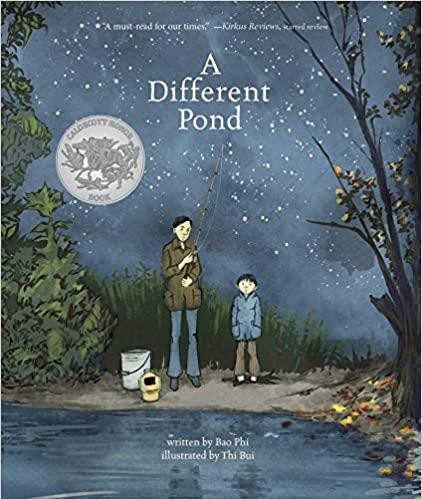 "A must-read for our times." —Kirkus Reviews, starred review
A
Different
Pond
CALDECOTT HONOR
BOOK
written by Bao Phi
illustrated by Thi Bui